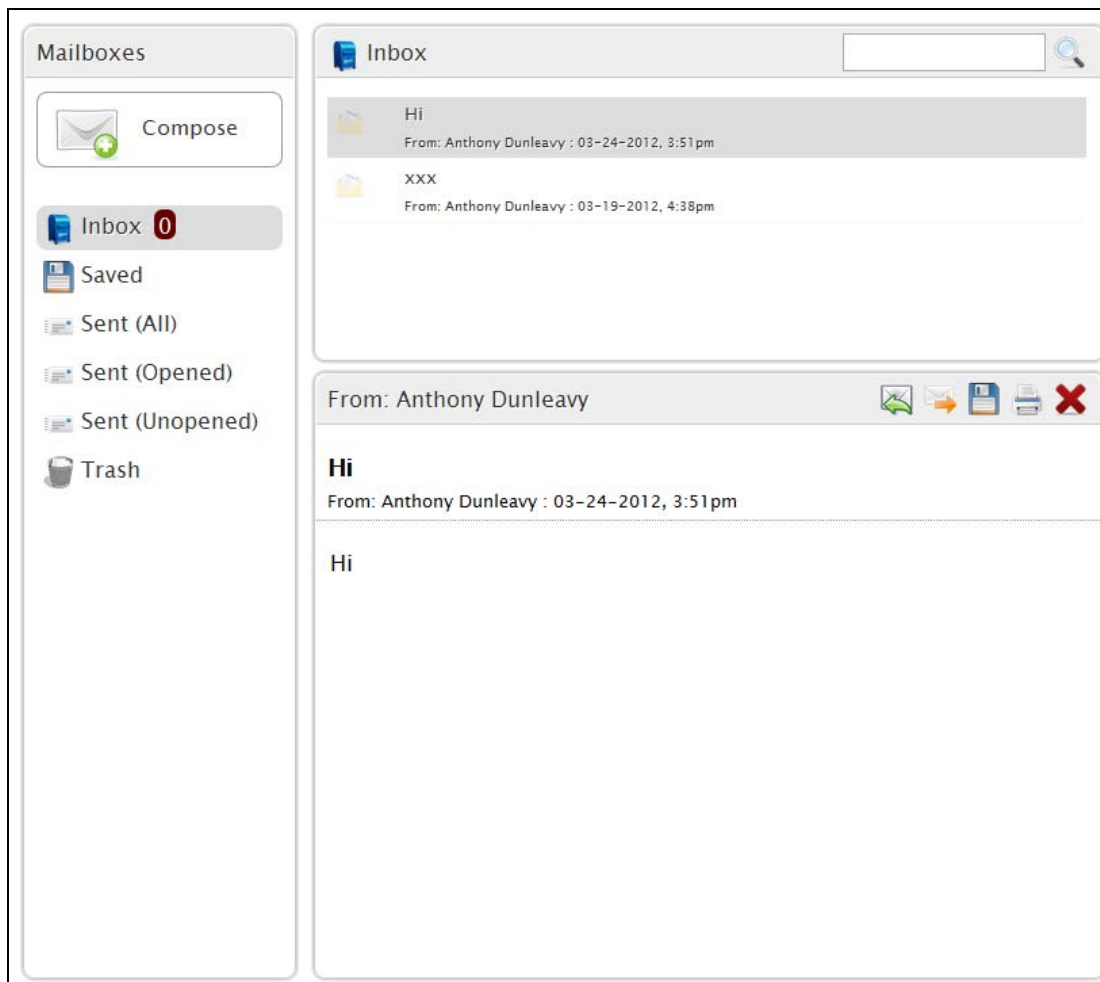 Mailboxes
Compose
Inbox 0
Saved
Sent (All)
Sent (Opened)
Sent (Unopened)
Trash
Inbox
Hi
From: Anthony Dunleavy : 03-24-2012, 3:51pm
xxx
From: Anthony Dunleavy : 03-19-2012, 4:38pm
From: Anthony Dunleavy
Hi
From: Anthony Dunleavy : 03-24-2012, 3:51pm
Hi